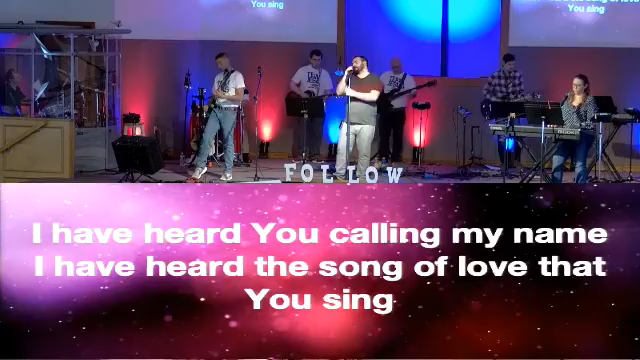 You sing
You sing
FOLLOW
I have heard You calling my name
I have heard the song of love that
You sing